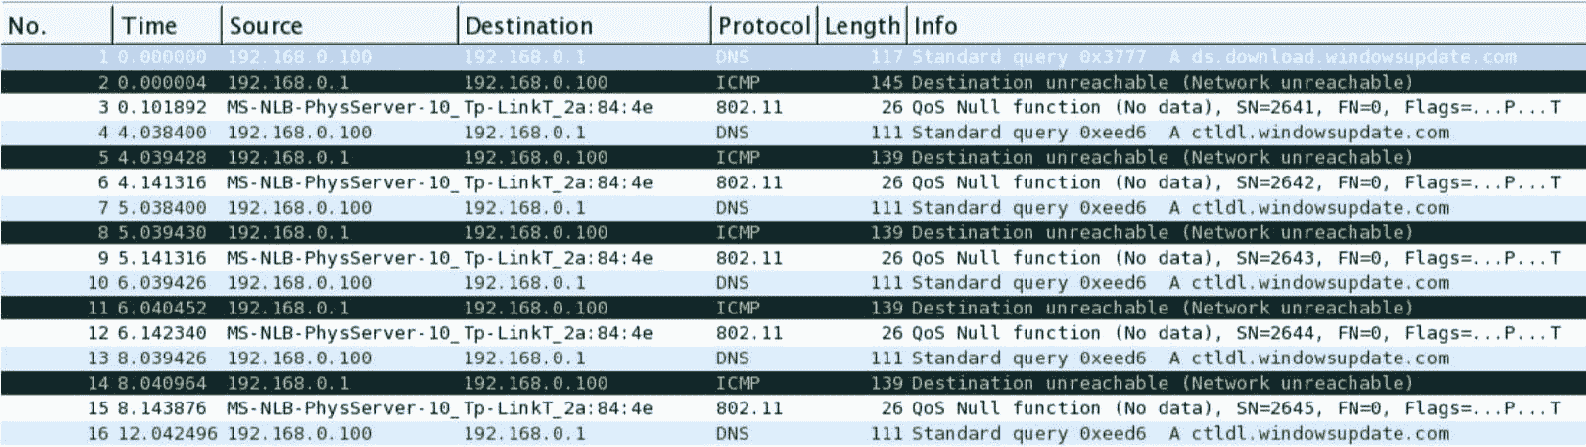 No. Time Source Destination Protocol Length Info
1 0.000000 192.168.0.100 192.168.0.1 DNS 117 Standard query 0x3777 A ds.download.windowsupdate.com
2 0.000004 192.168.0.1 192.168.0.100 ICMP 145 Destination unreachable (Network unreachable)
3 0.101892 MS-NLB-PhysServer-10_ Tp-LinkT_2a:84:4e 802.11 26 QoS Null function (No data), SN=2641, FN=0, Flags=...P...T
4 4.038400 192.168.0.100 192.168.0.1 DNS 111 Standard query 0xeed6 A ctldl.windowsupdate.com
5 4.039428 192.168.0.1 192.168.0.100 ICMP 139 Destination unreachable (Network unreachable)
6 4.141316 MS-NLB-PhysServer-10_ Tp-LinkT_2a:84:4e 802.11 26 QoS Null function (No data), SN=2642, FN=0, Flags=...P...T
7 5.038400 192.168.0.100 192.168.0.1 DNS 111 Standard query 0xeed6 A ctldl.windowsupdate.com
8 5.039430 192.168.0.1 192.168.0.100 ICMP 139 Destination unreachable (Network unreachable)
9 5.141316 MS-NLB-PhysServer-10_ Tp-LinkT_2a:84:4e 802.11 26 QoS Null function (No data), SN=2643, FN=0, Flags=...P...T
10 6.039426 192.168.0.100 192.168.0.1 DNS 111 Standard query 0xeed6 A ctldl.windowsupdate.com
11 6.040452 192.168.0.1 192.168.0.100 ICMP 139 Destination unreachable (Network unreachable)
12 6.142340 MS-NLB-PhysServer-10_ Tp-LinkT_2a:84:4e 802.11 26 QoS Null function (No data), SN=2644, FN=0, Flags=...P...T
13 8.039426 192.168.0.100 192.168.0.1 DNS 111 Standard query 0xeed6 A ctldl.windowsupdate.com
14 8.040964 192.168.0.1 192.168.0.100 ICMP 139 Destination unreachable (Network unreachable)
15 8.143876 MS-NLB-PhysServer-10_ Tp-LinkT_2a:84:4e 802.11 26 QoS Null function (No data), SN=2645, FN=0, Flags=...P...T
16 12.042496 192.168.0.100 192.168.0.1 DNS 111 Standard query 0xeed6 A ctldl.windowsupdate.com